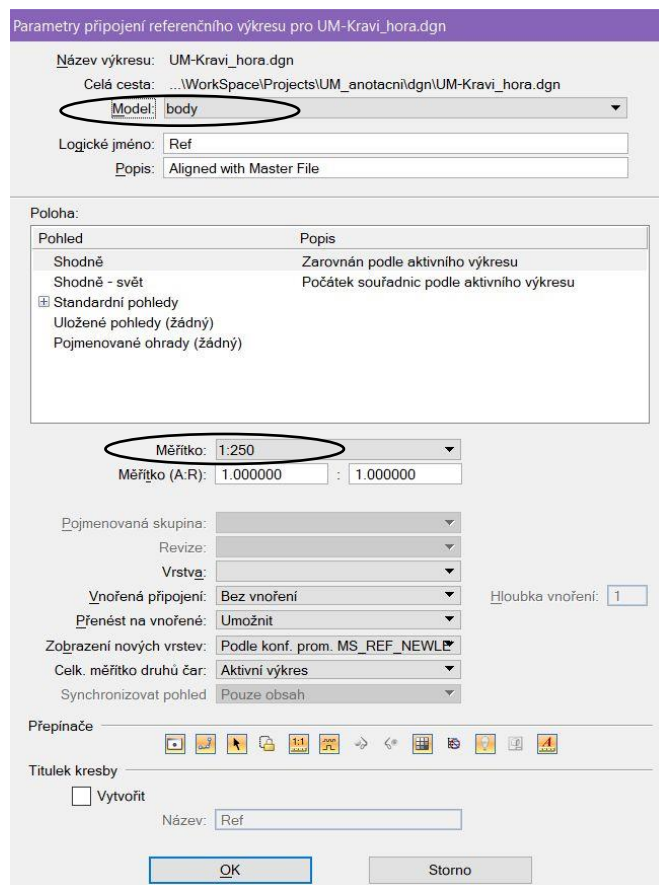 Parametry připojení referenčního výkresu pro UM-Kravi_hora.dgn
Název výkresu: UM-Kravi_hora.dgn
Celá cesta: ...\WorkSpace\Projects\UM_anotacni\dgn\UM-Kravi_hora.dgn
Model: body
Logické jméno: Ref
Popis: Aligned with Master File
Poloha:
Pohled Popis
Shodně Zarovnán podle aktivního výkresu
Shodně - svět Počátek souřadnic podle aktivního výkresu
Standardní pohledy
Uložené pohledy (žádný)
Pojmenované ohrady (žádný)
Měřítko: 1:250
Měřítko (A:R): 1.000000 : 1.000000
Pojmenovaná skupina:
Revize:
Vrstva:
Vnořená připojení: Bez vnoření Hloubka vnoření: 1
Přenést na vnořené: Umožnit
Zobrazení nových vrstev: Podle konf. prom. MS_REF_NEWLE
Celk. měřítko druhů čar: Aktivní výkres
Synchronizovat pohled Pouze obsah
Přepínače
1:1 A
Titulek kresby
Vytvořit
Název: Ref
OK Storno